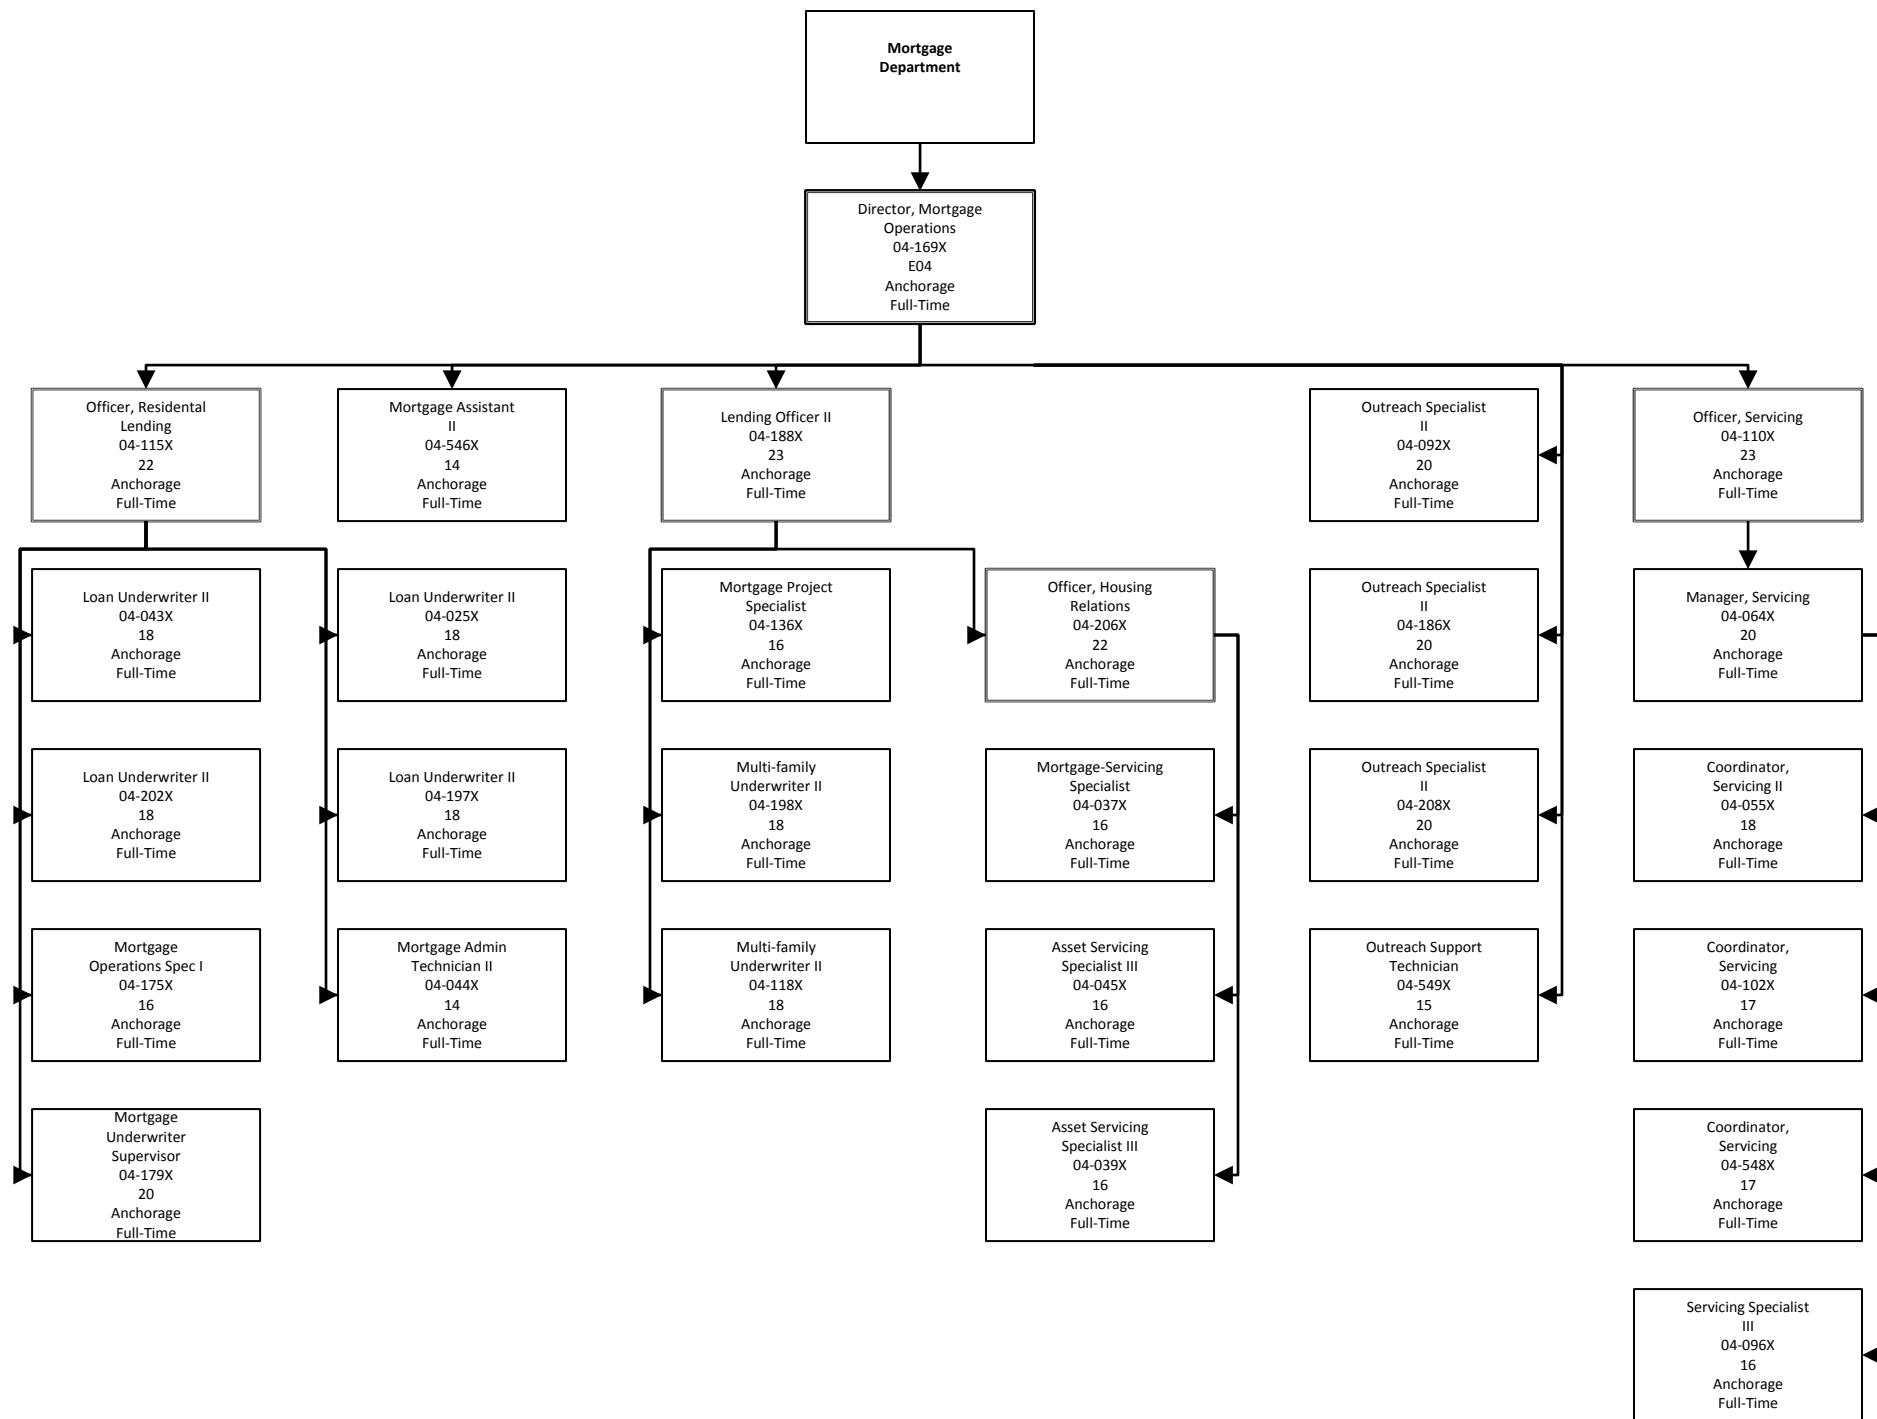 Mortgage
Department
Director, Mortgage
Operations
04-169X
E04
Anchorage
Full-Time
Officer, Residental
Lending
04-115X
22
Anchorage
Full-Time
Mortgage Assistant
II
04-546X
14
Anchorage
Full-Time
Lending Officer II
04-188X
23
Anchorage
Full-Time
Outreach Specialist
II
04-092X
20
Anchorage
Full-Time
Officer, Servicing
04-110X
23
Anchorage
Full-Time
Loan Underwriter II
04-043X
18
Anchorage
Full-Time
Loan Underwriter II
04-025X
18
Anchorage
Full-Time
Mortgage Project
Specialist
04-136X
16
Anchorage
Full-Time
Officer, Housing
Relations
04-206X
22
Anchorage
Full-Time
Outreach Specialist
II
04-186X
20
Anchorage
Full-Time
Manager, Servicing
04-064X
20
Anchorage
Full-Time
Loan Underwriter II
04-202X
18
Anchorage
Full-Time
Loan Underwriter II
04-197X
18
Anchorage
Full-Time
Multi-family
Underwriter II
04-198X
18
Anchorage
Full-Time
Mortgage-Servicing
Specialist
04-037X
16
Anchorage
Full-Time
Outreach Specialist
II
04-208X
20
Anchorage
Full-Time
Coordinator,
Servicing II
04-055X
18
Anchorage
Full-Time
Mortgage
Operations Spec I
04-175X
16
Anchorage
Full-Time
Mortgage Admin
Technician II
04-044X
14
Anchorage
Full-Time
Multi-family
Underwriter II
04-118X
18
Anchorage
Full-Time
Asset Servicing
Specialist III
04-045X
16
Anchorage
Full-Time
Outreach Support
Technician
04-549X
15
Anchorage
Full-Time
Coordinator,
Servicing
04-102X
17
Anchorage
Full-Time
Mortgage
Underwriter
Supervisor
04-179X
20
Anchorage
Full-Time
Asset Servicing
Specialist III
04-039X
16
Anchorage
Full-Time
Coordinator,
Servicing
04-548X
17
Anchorage
Full-Time
Servicing Specialist
III
04-096X
16
Anchorage
Full-Time